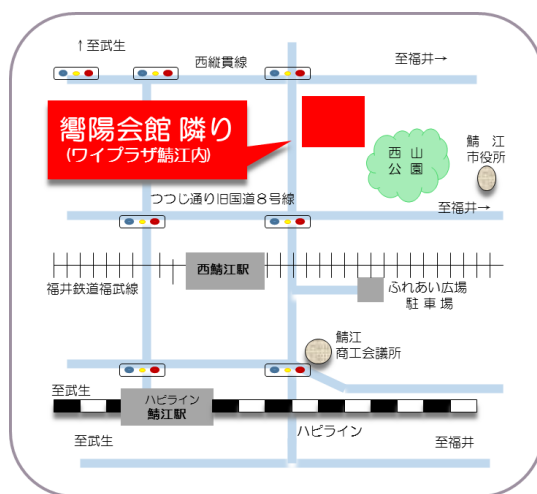 ↑至武生
西縦貫線
至福井→
嚮陽会館 隣り
(ワイプラザ鯖江内)
西山
公園
鯖 江
市役所
つつじ通り旧国道8号線
至福井→
西鯖江駅
福井鉄道福武線
ふれあい広場
駐 車 場
鯖江
商工会議所
至武生
ハピライン
鯖江駅
ハピライン
至武生
至福井